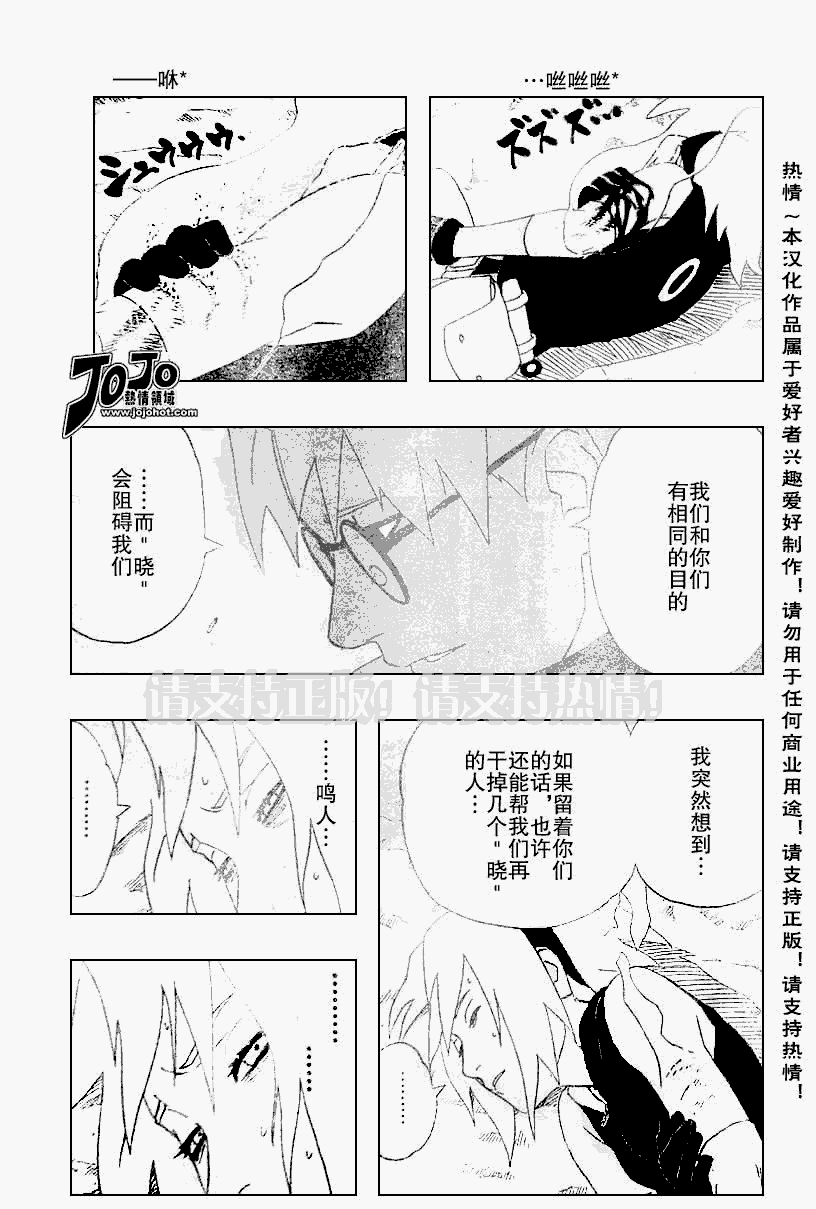 …咝咝咝*
ズズズ…
——咻*
シュウウウ
JOJO
熱情領域
www.jojohot.com
我们和你们
有相同的目的
……而"晓"
会阻碍我们
请支持正版！请支持热情！
我突然想到…
如果留着你们
的话，也许
还能帮我们再
干掉几个"晓"
的人…
………
……鸣人……
………
………
……
热情～本汉化作品属于爱好者兴趣爱好制作！请勿用于任何商业用途！请支持正版！请支持热情！